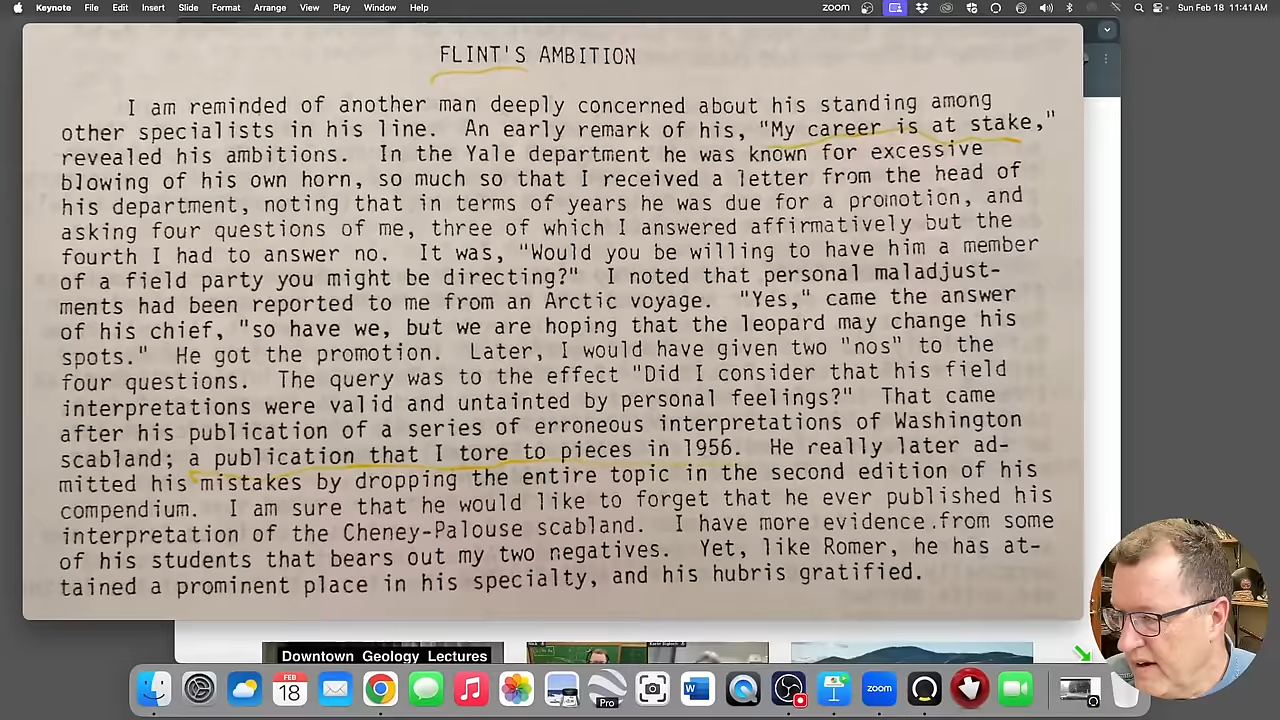 Keynote File Edit Insert Slide Format Arrange View Play Window Help zoom Sun Feb 18 11:41 AM
FLINT'S AMBITION
I am reminded of another man deeply concerned about his standing among
other specialists in his line. An early remark of his, "My career is at stake,"
revealed his ambitions. In the Yale department he was known for excessive
blowing of his own horn, so much so that I received a letter from the head of
his department, noting that in terms of years he was due for a promotion, and
asking four questions of me, three of which I answered affirmatively but the
fourth I had to answer no. It was, "Would you be willing to have him a member
of a field party you might be directing?" I noted that personal maladjust-
ments had been reported to me from an Arctic voyage. "Yes," came the answer
of his chief, "so have we, but we are hoping that the leopard may change his
spots." He got the promotion. Later, I would have given two "nos" to the
four questions. The query was to the effect "Did I consider that his field
interpretations were valid and untainted by personal feelings?" That came
after his publication of a series of erroneous interpretations of Washington
scabland; a publication that I tore to pieces in 1956. He really later ad-
mitted his mistakes by dropping the entire topic in the second edition of his
compendium. I am sure that he would like to forget that he ever published his
interpretation of the Cheney-Palouse scabland. I have more evidence.from some
of his students that bears out my two negatives. Yet, like Romer, he has at-
tained a prominent place in his specialty, and his hubris gratified.
Downtown Geology Lectures
FEB
18
Pro
zoom